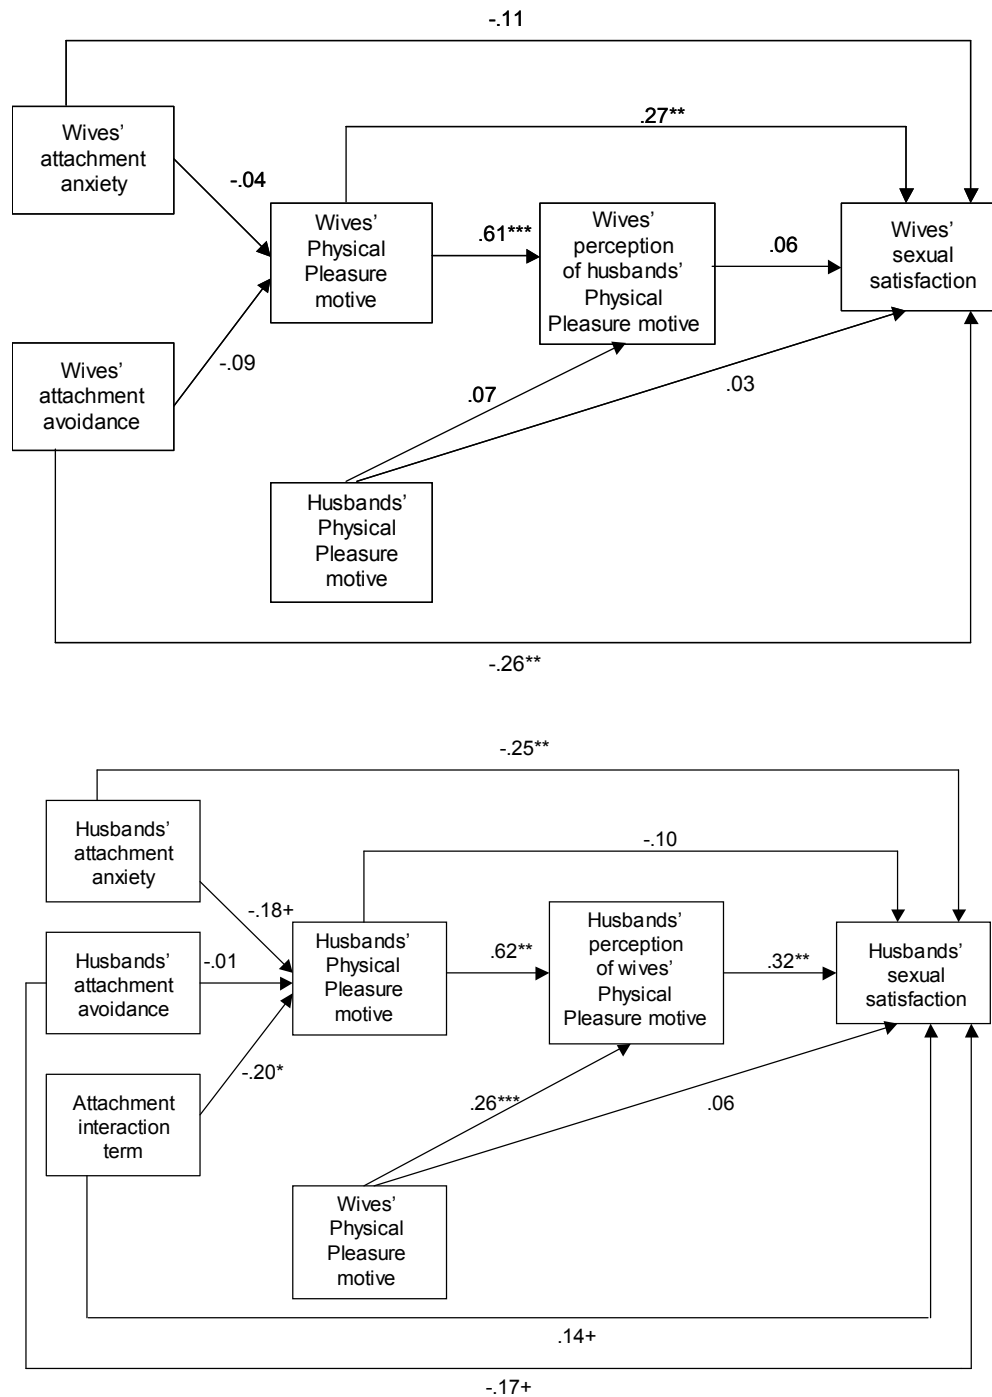 -.11
Wives’
attachment
anxiety
.27**
-.04
Wives’
Physical
Pleasure
motive
.61***
Wives’
perception
of husbands’
Physical
Pleasure motive
.06
Wives’
sexual
satisfaction
Wives’
attachment
avoidance
-.09
.07
.03
Husbands’
Physical
Pleasure
motive
-.26**
-.25**
Husbands’
attachment
anxiety
-.10
-.18+
Husbands’
attachment
avoidance
-.01
Husbands’
Physical
Pleasure
motive
.62**
Husbands’
perception
of wives’
Physical
Pleasure motive
.32**
Husbands’
sexual
satisfaction
Attachment
interaction
term
-.20*
.26***
.06
Wives’
Physical
Pleasure
motive
.14+
-.17+